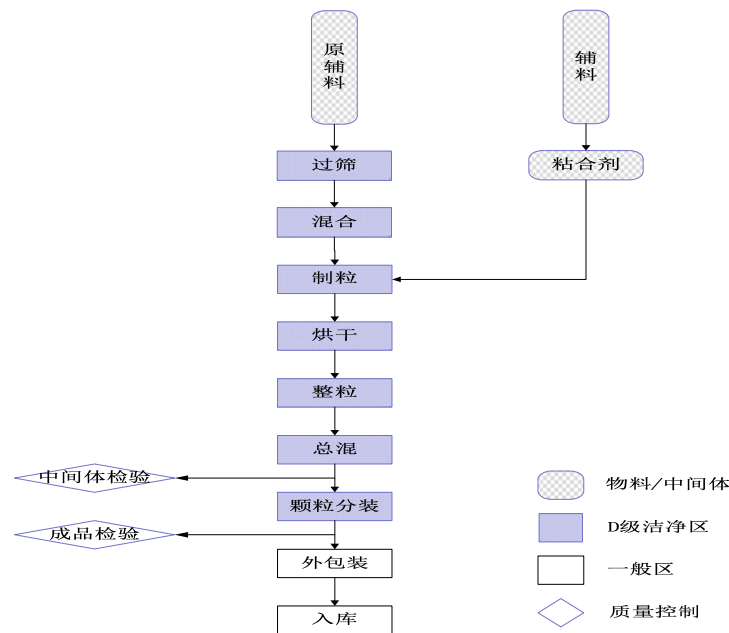 原辅料
辅料
过筛
粘合剂
混合
制粒
烘干
整粒
总混
中间体检验
物料/中间体
颗粒分装
D级洁净区
成品检验
外包装
一般区
入库
质量控制